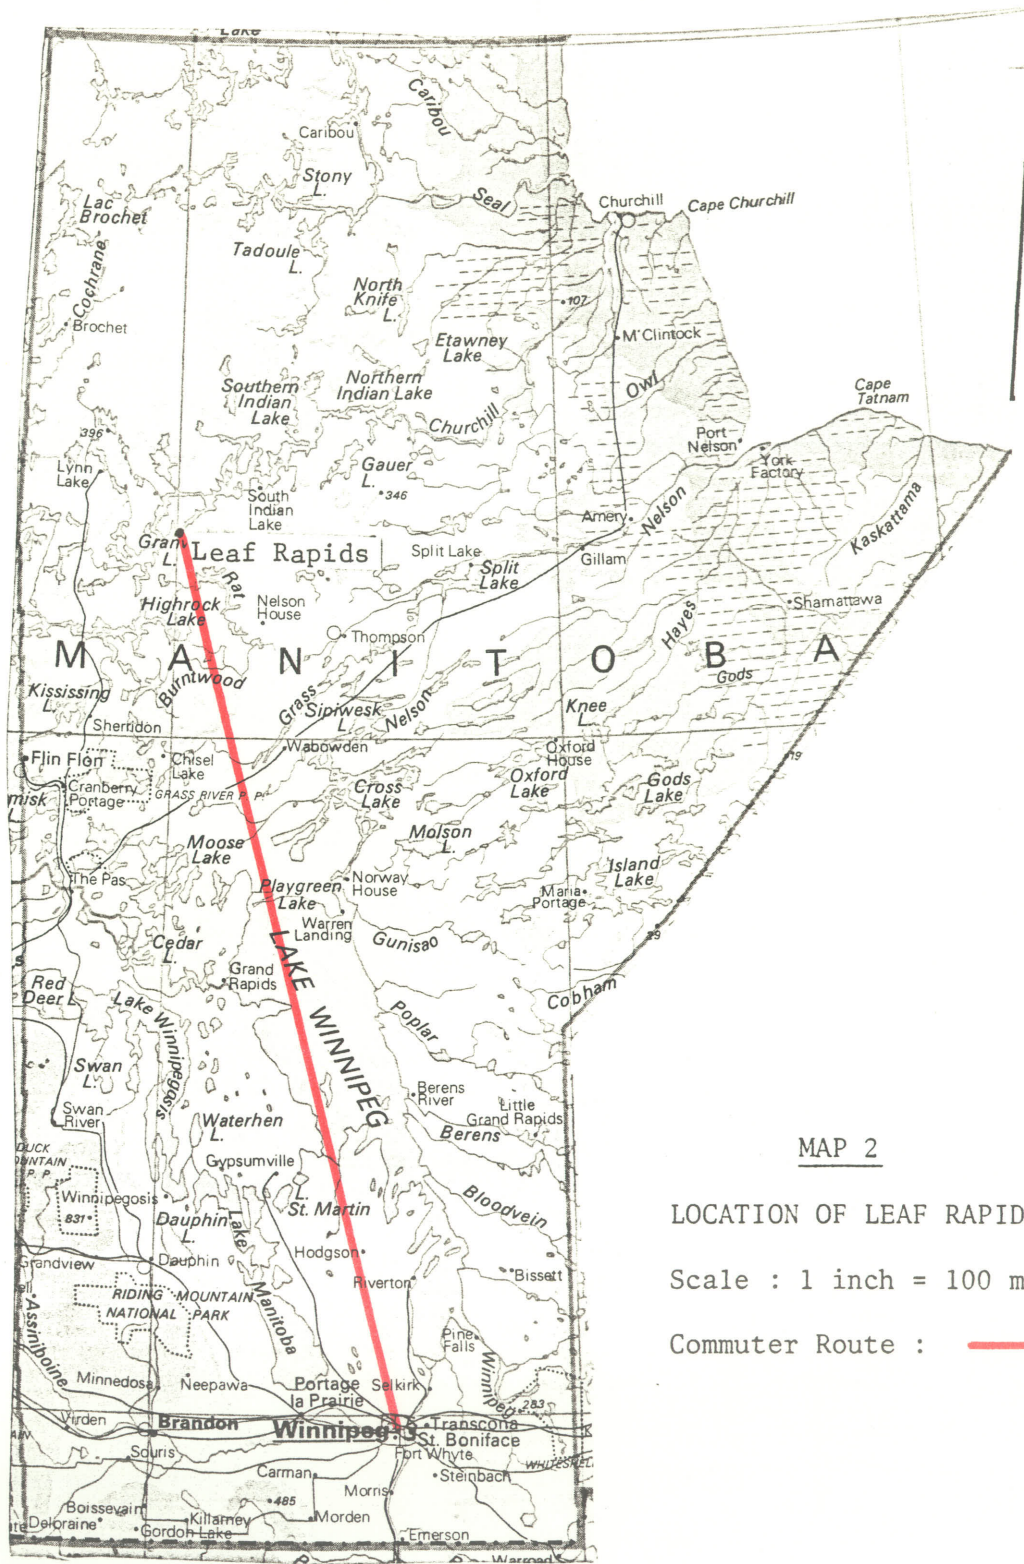 Lake
Caribou
Caribou
Stony
L.
Seal
Churchill
Cape Churchill
Lac
Brochet
Tadoule
L.
Cochrane
North
Knife
L.
107
Brochet
Etawney
Lake
McClintock
Owl
Southern
Indian
Lake
Northern
Indian Lake
Churchill
Cape
Tatnam
396
Port
Nelson
York
Factory
Lynn
Lake
Gauer
L.
346
South
Indian
Lake
Nelson
Kaskattama
Amery
Gran
L.
Leaf Rapids
Split Lake
Split
Lake
Gillam
Rat
Highrock
Lake
Nelson
House
Shamattawa
Thompson
Hayes
MANITOBA
Burntwood
Gods
Kississing
L.
Grass
Sipiwesk
L.
Nelson
Knee
L.
Sherridon
Wabowden
Oxford
House
Flin Flon
Chisel
Lake
19
Cranberry
Portage
GRASS RIVER P. P.
Cross
Lake
Oxford
Lake
Gods
Lake
misk
L.
Moose
Lake
Molson
L.
Island
Lake
The Pas
Playgreen
Lake
Norway
House
Maria
Portage
Warren
Landing
Gunisao
29
Cedar
L.
LAKE WINNIPEG
Grand
Rapids
Red
Deer L.
Lake Winnipegosis
Cobham
Poplar
Swan
L.
Berens
River
Little
Grand Rapids
Swan
River
Waterhen
L.
Berens
DUCK
OUNTAIN
P. P.
Gypsumville
Winnipegosis
831
L.
St. Martin
Bloodvein
Dauphin
L.
Lake Manitoba
Hodgson
Grandview
Dauphin
Riverton
Bissett
RIDING MOUNTAIN
NATIONAL PARK
Assiniboine
Pine
Falls
Winnipeg
Minnedosa
Neepawa
Portage
la Prairie
Selkirk
283
Virden
Brandon
Winnipeg
Transcona
St. Boniface
Souris
Fort Whyte
WHITESHEL
Carman
Steinbach
Morris
485
Boissevain
Deloraine
Killarney
Morden
Gordon Lake
Emerson
Warroad
MAP 2
LOCATION OF LEAF RAPID
Scale : 1 inch = 100 m
Commuter Route :